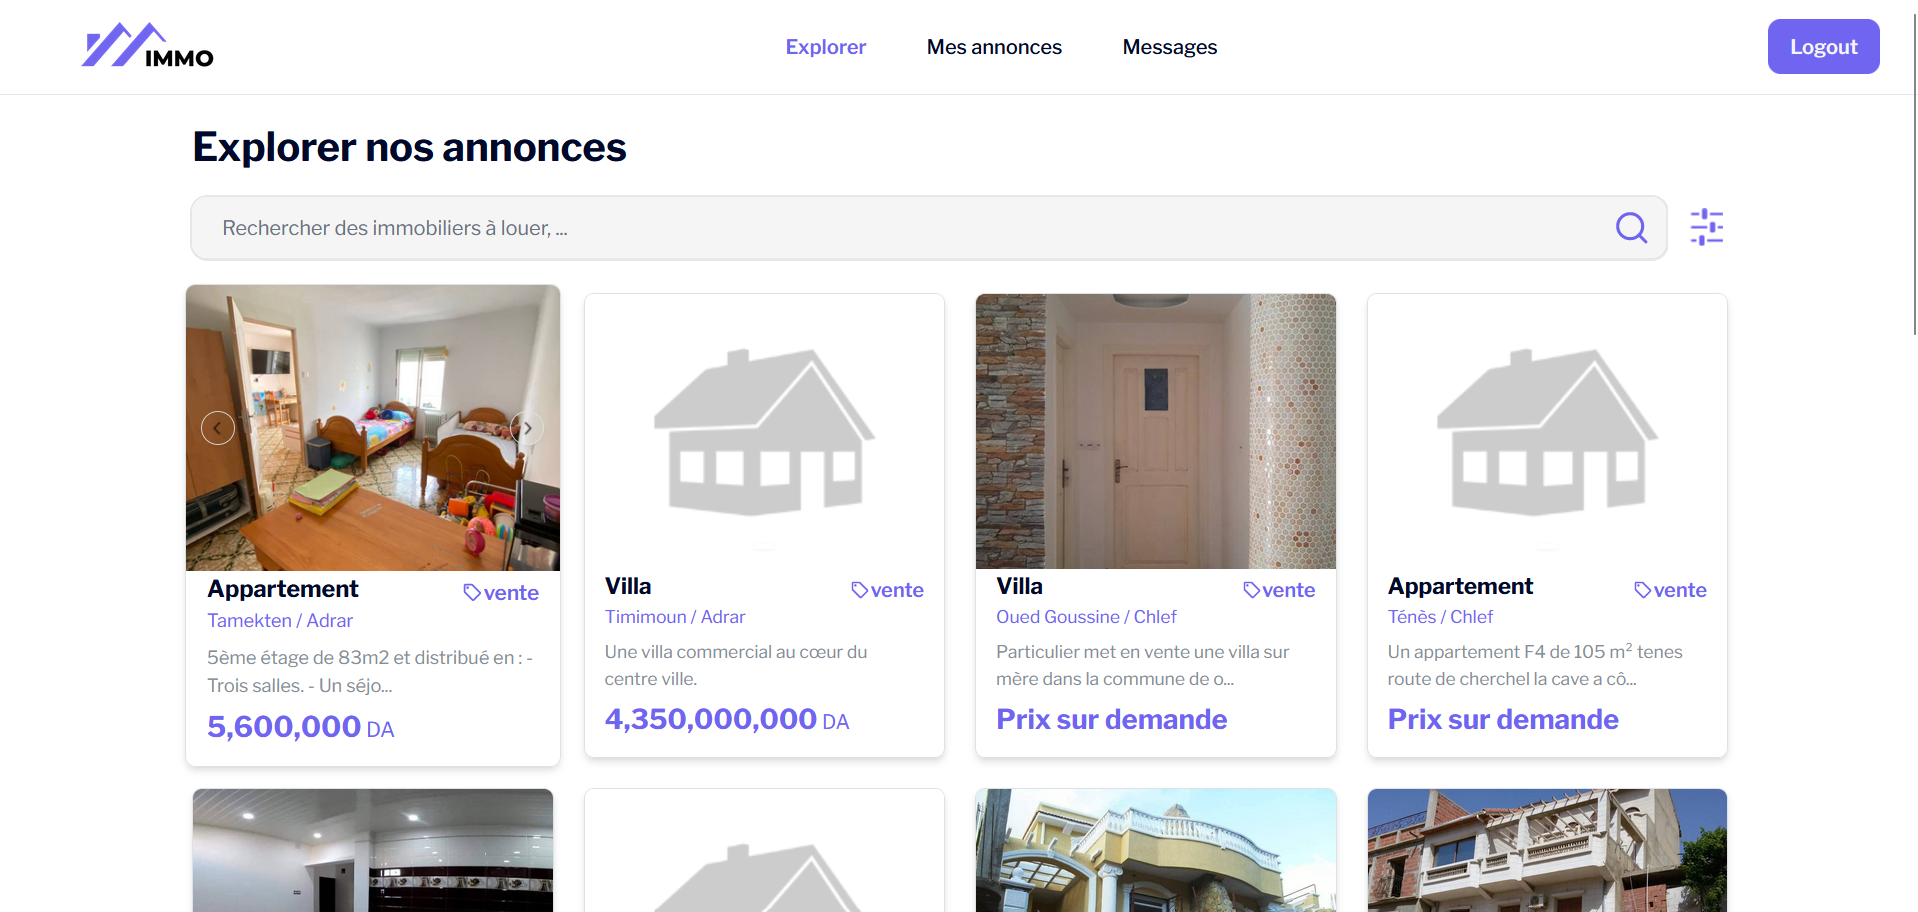 IMMO
Explorer
Mes annonces
Messages
Logout
Explorer nos annonces
Rechercher des immobiliers à louer, ...
Appartement
vente
Tamekten / Adrar
5ème étage de 83m2 et distribué en : -
Trois salles. - Un séjo...
5,600,000 DA
Villa
vente
Timimoun / Adrar
Une villa commercial au cœur du
centre ville.
4,350,000,000 DA
Villa
vente
Oued Goussine / Chlef
Particulier met en vente une villa sur
mère dans la commune de o...
Prix sur demande
Appartement
vente
Ténès / Chlef
Un appartement F4 de 105 m² tenes
route de cherchel la cave a cô...
Prix sur demande